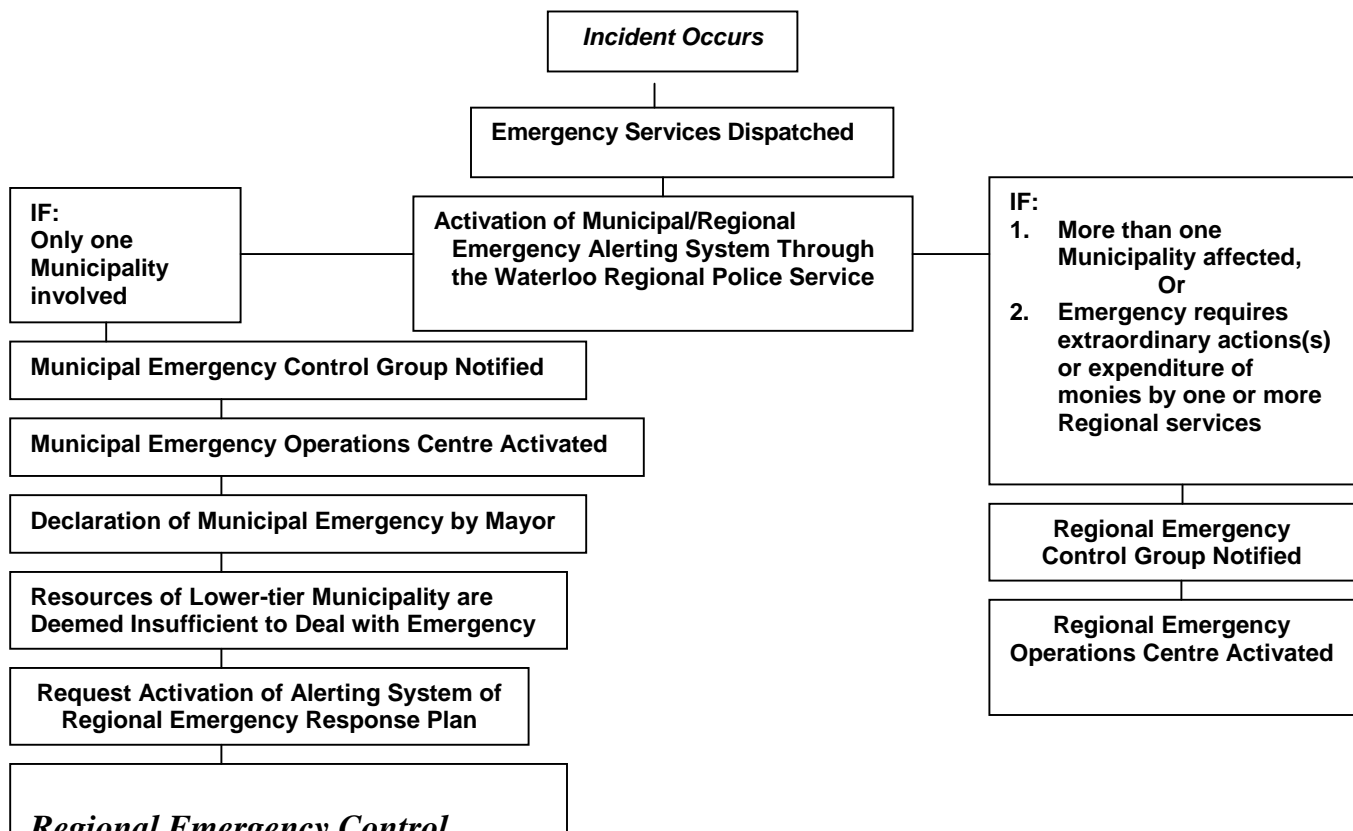 Incident Occurs
Emergency Services Dispatched
IF:
Only one
Municipality
involved
Activation of Municipal/Regional
Emergency Alerting System Through
the Waterloo Regional Police Service
IF:
1. More than one
Municipality affected,
Or
2. Emergency requires
extraordinary actions(s)
or expenditure of
monies by one or more
Regional services
Municipal Emergency Control Group Notified
Municipal Emergency Operations Centre Activated
Declaration of Municipal Emergency by Mayor
Resources of Lower-tier Municipality are
Deemed Insufficient to Deal with Emergency
Request Activation of Alerting System of
Regional Emergency Response Plan
Regional Emergency Control
Regional Emergency
Control Group Notified
Regional Emergency
Operations Centre Activated